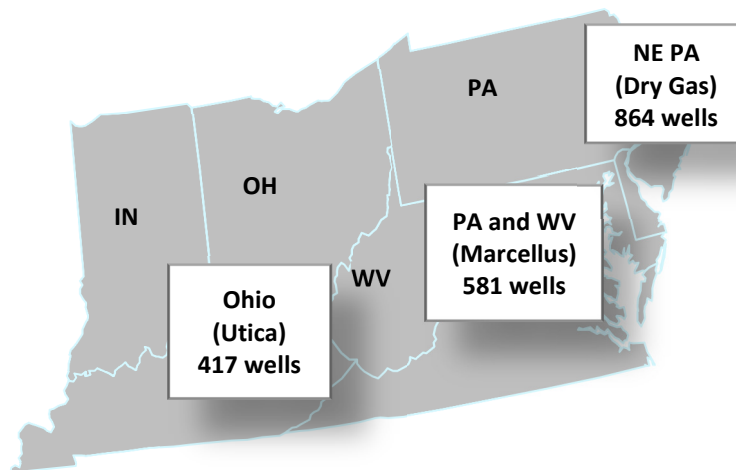 NE PA
(Dry Gas)
864 wells
PA
OH
IN
PA and WV
(Marcellus)
581 wells
WV
Ohio
(Utica)
417 wells